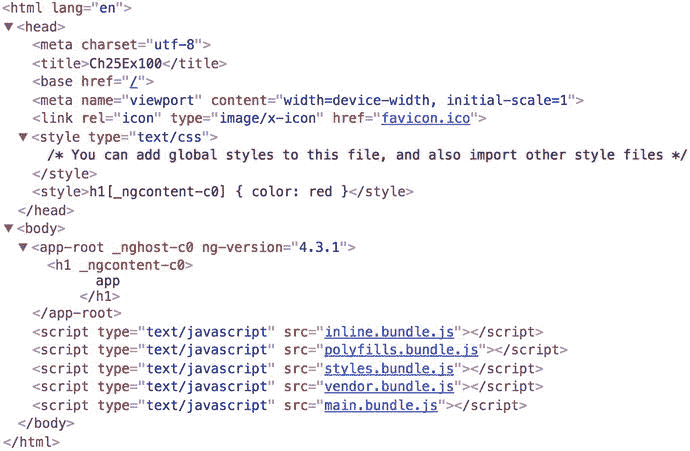 <html lang="en">
▼<head>
<meta charset="utf-8">
<title>Ch25Ex100</title>
<base href="/">
<meta name="viewport" content="width=device-width, initial-scale=1">
<link rel="icon" type="image/x-icon" href="favicon.ico">
▼<style type="text/css">
/* You can add global styles to this file, and also import other style files */
</style>
<style>h1[_ngcontent-c0] { color: red }</style>
</head>
▼<body>
▼<app-root _nghost-c0 ng-version="4.3.1">
<h1 _ngcontent-c0>
app
</h1>
</app-root>
<script type="text/javascript" src="inline.bundle.js"></script>
<script type="text/javascript" src="polyfills.bundle.js"></script>
<script type="text/javascript" src="styles.bundle.js"></script>
<script type="text/javascript" src="vendor.bundle.js"></script>
<script type="text/javascript" src="main.bundle.js"></script>
</body>
</html>